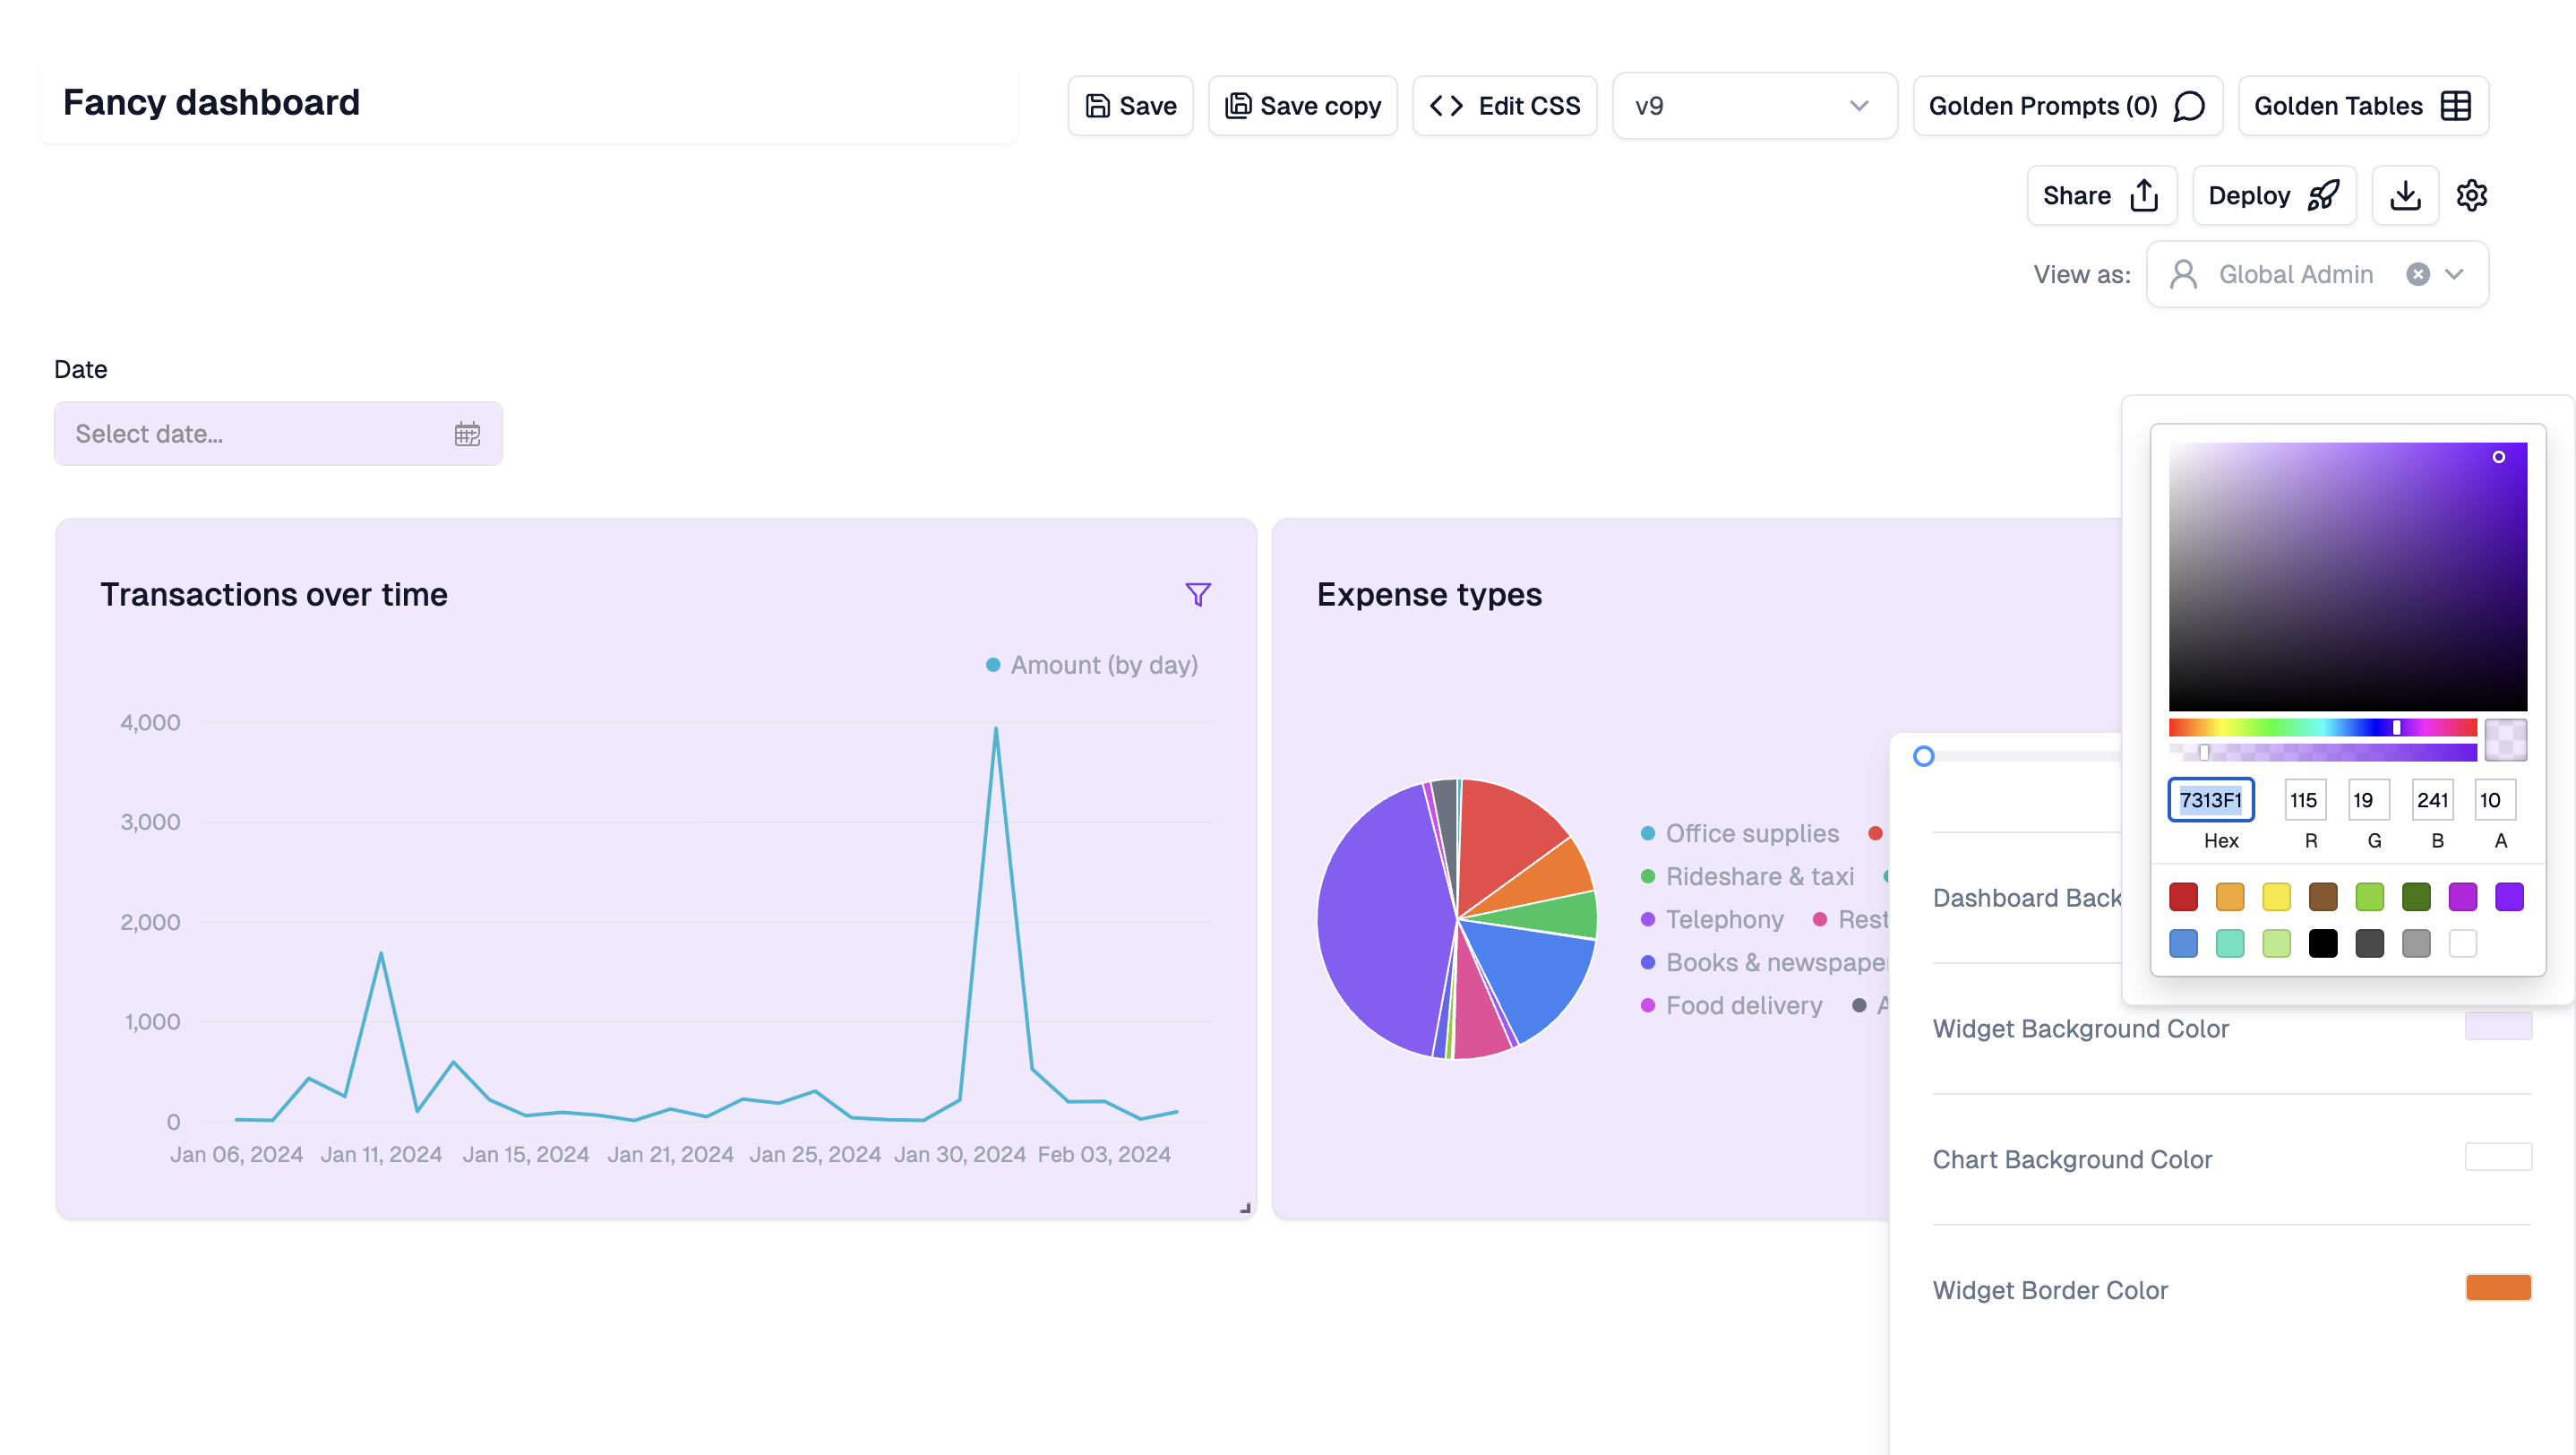 Fancy dashboard
Save
Save copy
Edit CSS
v9
Golden Prompts (0)
Golden Tables
Share
Deploy
View as:
Global Admin
Date
Select date...
Transactions over time
Amount (by day)
4,000
3,000
2,000
1,000
0
Jan 06, 2024 Jan 11, 2024 Jan 15, 2024 Jan 21, 2024 Jan 25, 2024 Jan 30, 2024 Feb 03, 2024
Expense types
Office supplies
Rideshare & taxi
Telephony Rest
Books & newspaper
Food delivery A
7313F1 115 19 241 10
Hex R G B A
Dashboard Back
Widget Background Color
Chart Background Color
Widget Border Color